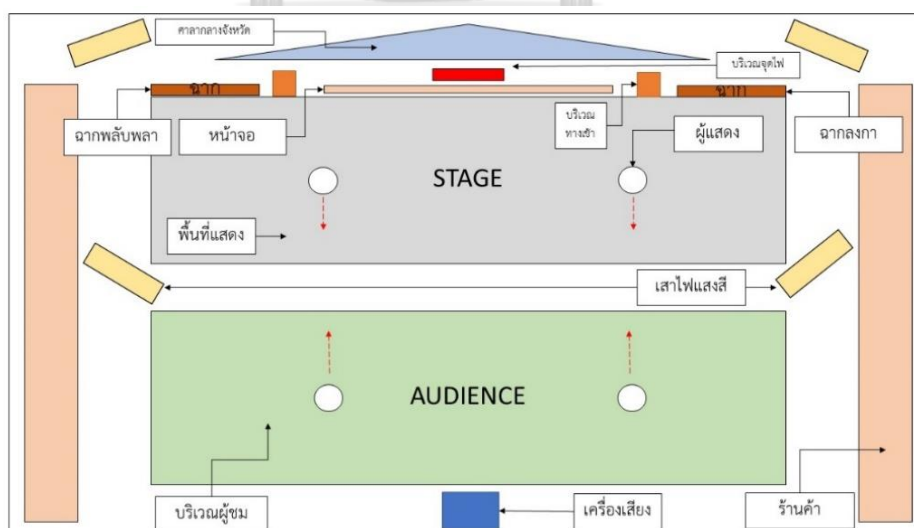 ศาลากลางจังหวัด
บริเวณจุดไฟ
ฉาก
ฉาก
ฉากพลับพลา
หน้าจอ
บริเวณ
ทางเข้า
ผู้แสดง
ฉากลงกา
STAGE
พื้นที่แสดง
เสาไฟแสงสี
AUDIENCE
บริเวณผู้ชม
เครื่องเสียง
ร้านค้า